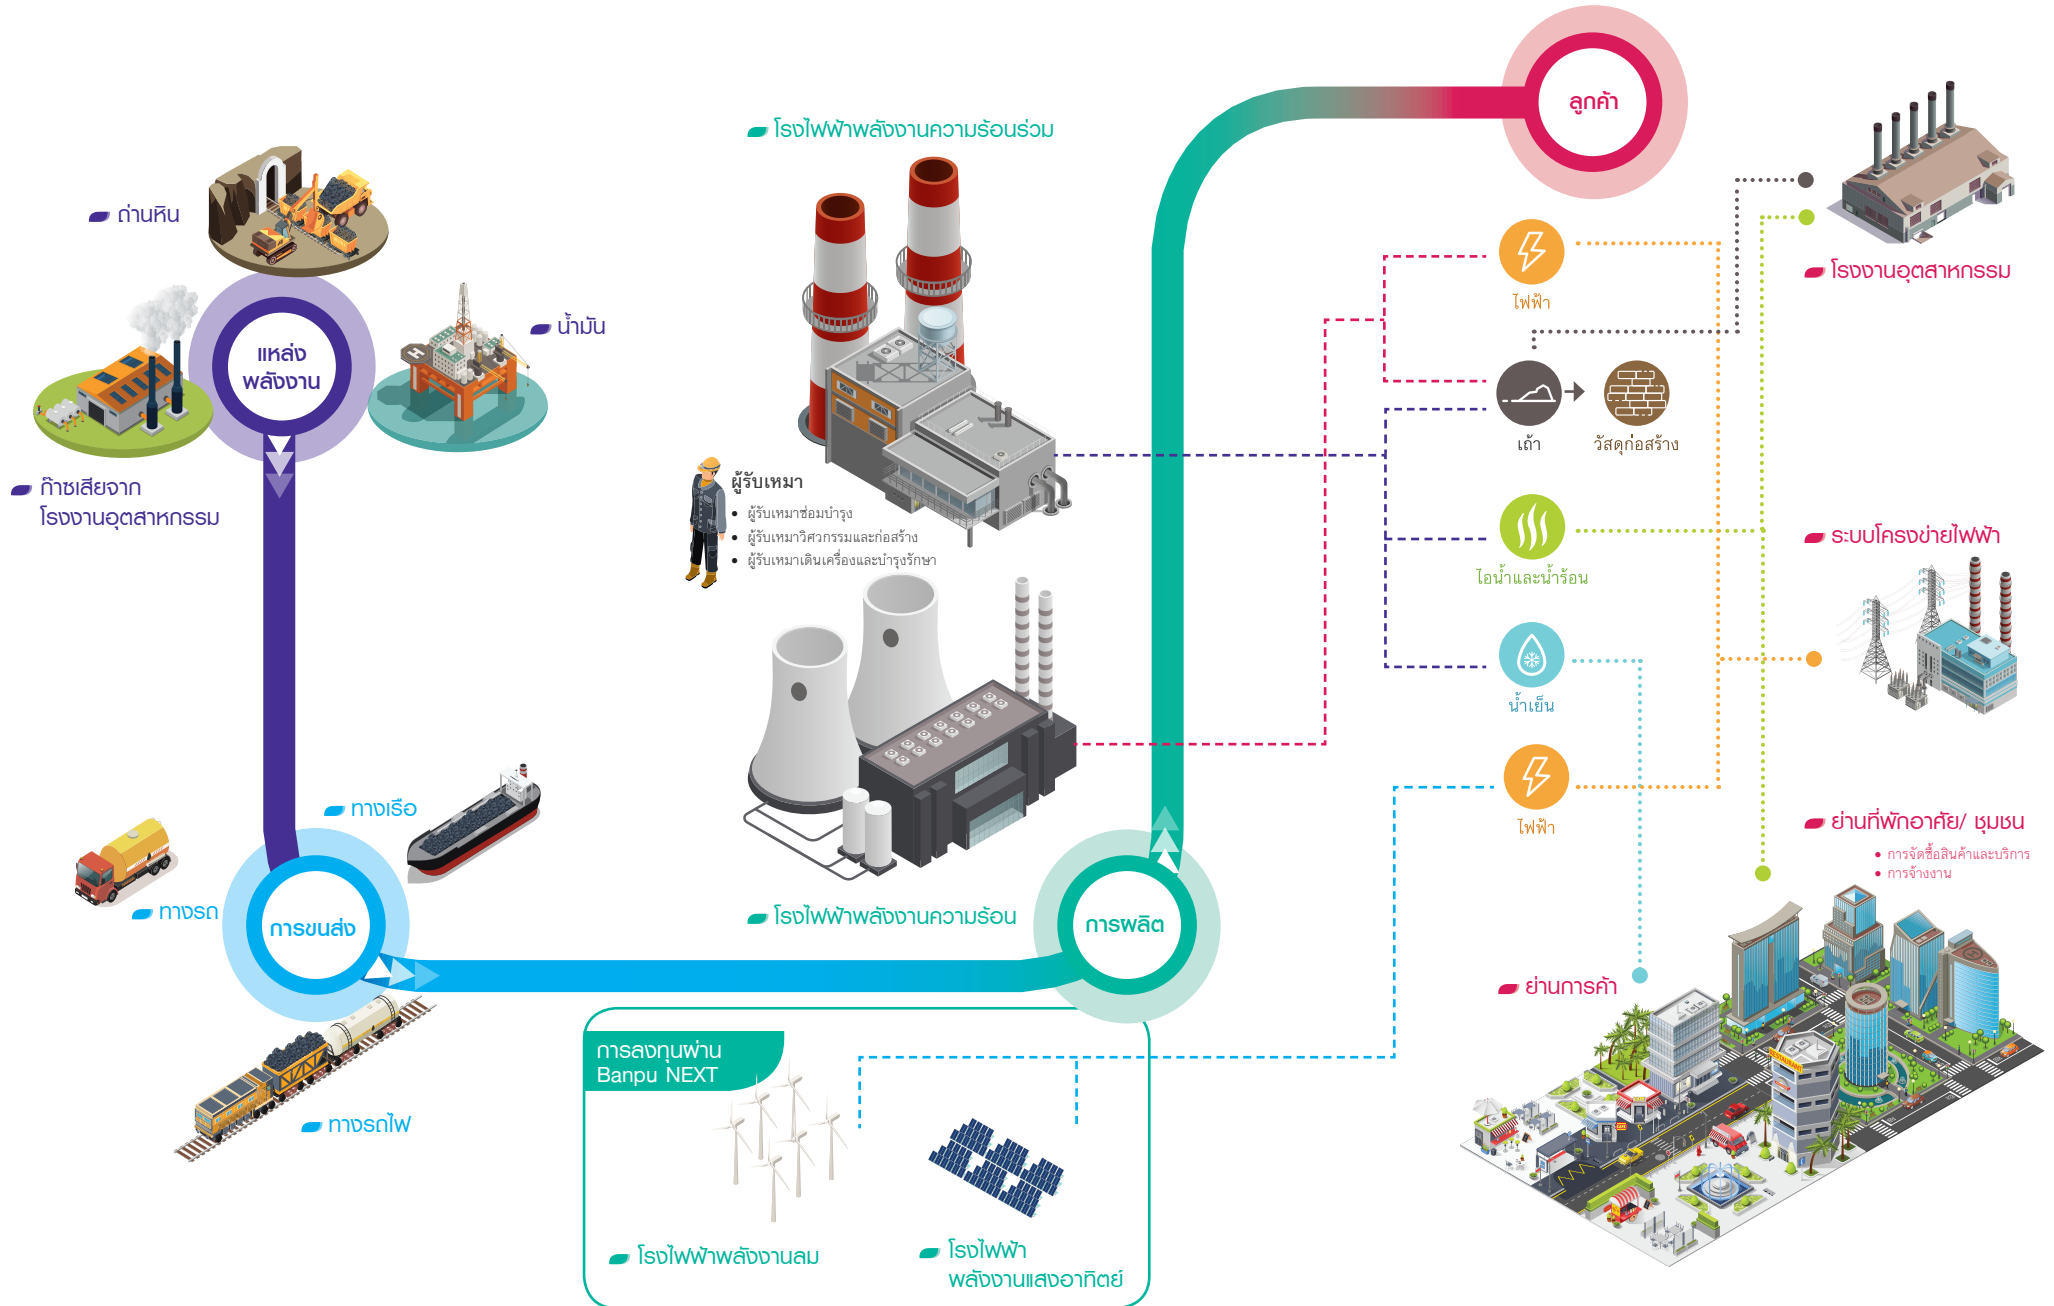 ถ่านหิน
แหล่ง
พลังงาน
น้ำมัน
ก๊าซเสียจาก
โรงงานอุตสาหกรรม
ทางเรือ
ทางรถ
การขนส่ง
ทางรถไฟ
โรงไฟฟ้าพลังงานความร้อนร่วม
ผู้รับเหมา
• ผู้รับเหมาซ่อมบำรุง
• ผู้รับเหมาวิศวกรรมและก่อสร้าง
• ผู้รับเหมาเดินเครื่องและบำรุงรักษา
โรงไฟฟ้าพลังงานความร้อน
การผลิต
การลงทุนผ่าน
Banpu NEXT
โรงไฟฟ้าพลังงานลม
โรงไฟฟ้า
พลังงานแสงอาทิตย์
ลูกค้า
ไฟฟ้า
เถ้า
วัสดุก่อสร้าง
ไอน้ำและน้ำร้อน
น้ำเย็น
ไฟฟ้า
โรงงานอุตสาหกรรม
ระบบโครงข่ายไฟฟ้า
ย่านที่พักอาศัย/ ชุมชน
• การจัดซื้อสินค้าและบริการ
• การจ้างงาน
ย่านการค้า
RESTAURANT
CAFE